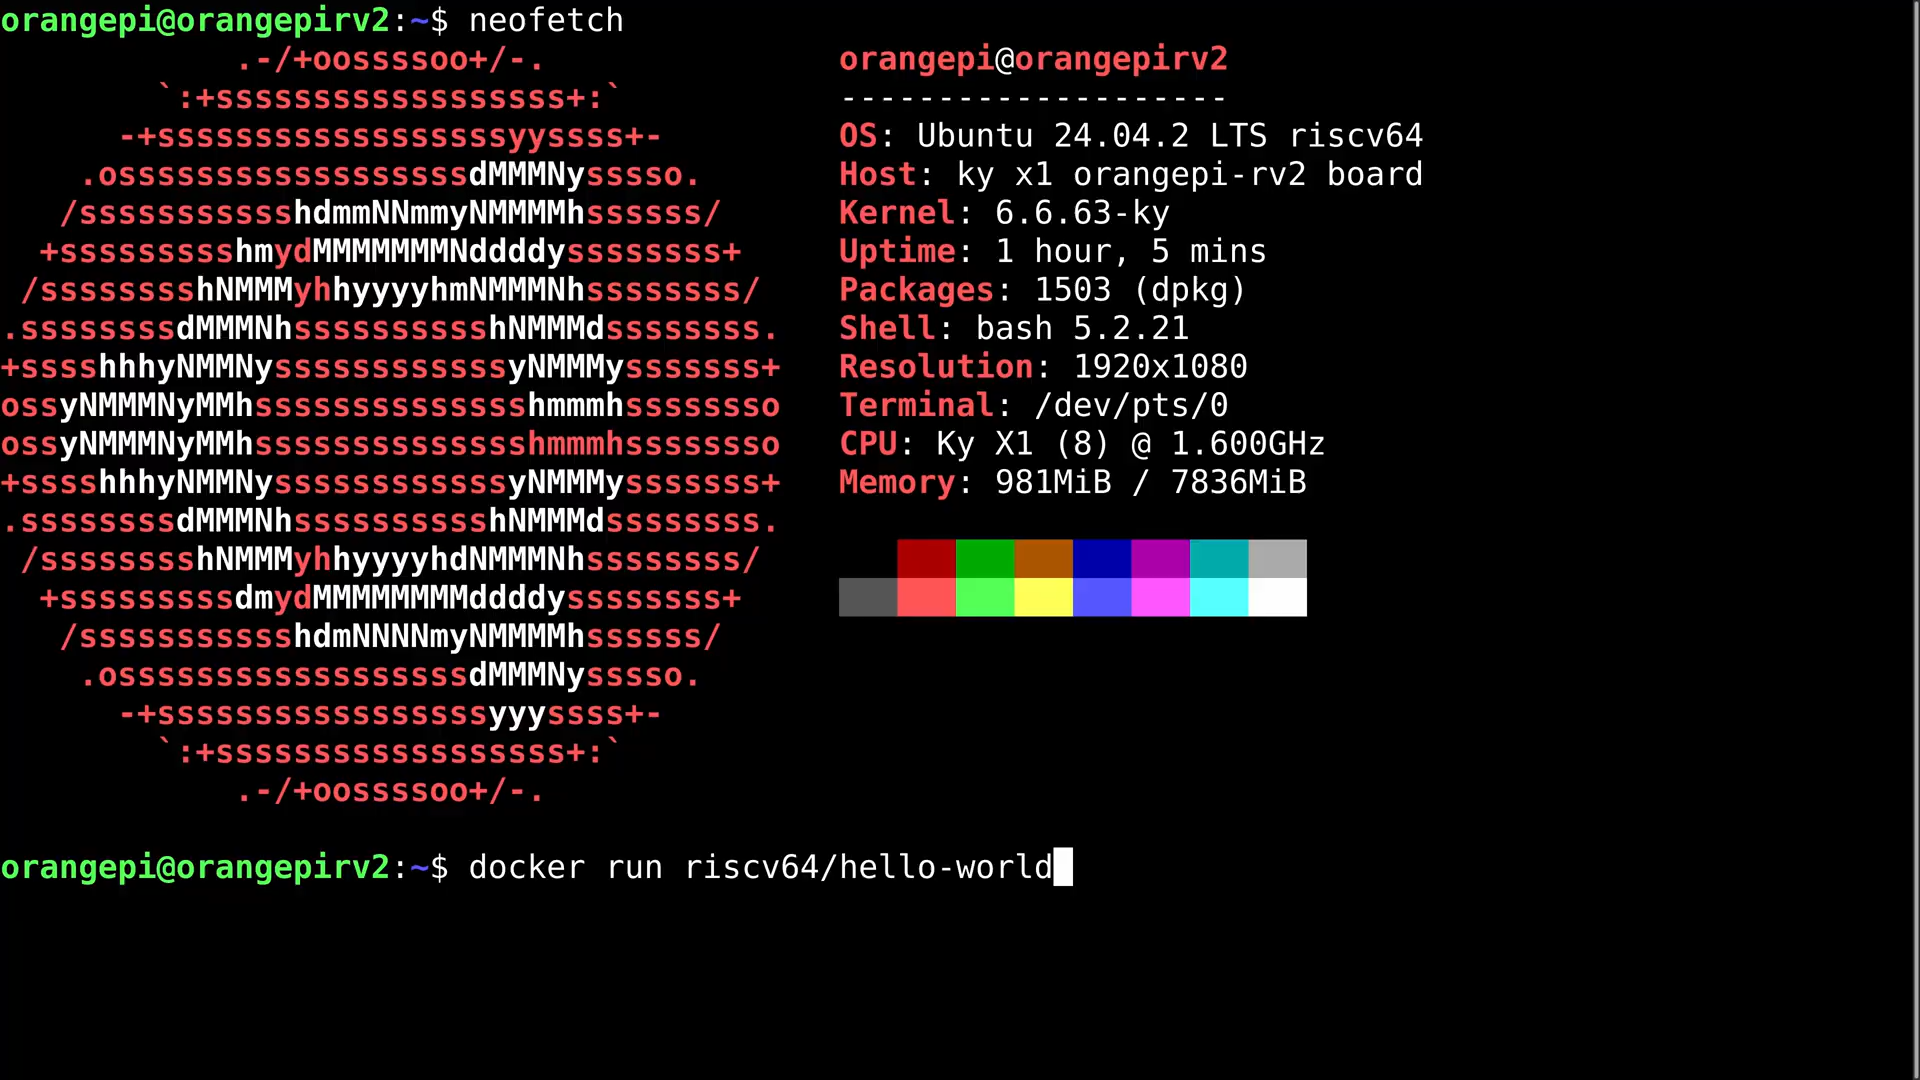 orangepi@orangepirv2:~$ neofetch
.-/+oossssoo+/-. orangepi@orangepirv2
`:+ssssssssssssssssss+:` --------------------
-+ssssssssssssssssssyyssss+- OS: Ubuntu 24.04.2 LTS riscv64
.ossssssssssssssssssdMMMNysssso. Host: ky x1 orangepi-rv2 board
/ssssssssssshdmmNNmmyNMMMMhssssss/ Kernel: 6.6.63-ky
+ssssssssshmydMMMMMMMNddddyssssssss+ Uptime: 1 hour, 5 mins
/sssssssshNMMMyhhyyyyhmNMMMNhssssssss/ Packages: 1503 (dpkg)
.ssssssssdMMMNhsssssssssshNMMMdssssssss. Shell: bash 5.2.21
+sssshhhyNMMNyssssssssssssyNMMMysssssss+ Resolution: 1920x1080
ossyNMMMNyMMhsssssssssssssshmmmhssssssso Terminal: /dev/pts/0
ossyNMMMNyMMhsssssssssssssshmmmhssssssso CPU: Ky X1 (8) @ 1.600GHz
+sssshhhyNMMNyssssssssssssyNMMMysssssss+ Memory: 981MiB / 7836MiB
.ssssssssdMMMNhsssssssssshNMMMdssssssss.
/sssssssshNMMMyhhyyyyhdNMMMNhssssssss/
+sssssssssdmydMMMMMMMMddddyssssssss+
/ssssssssssshdmNNNNmyNMMMMhssssss/
.ossssssssssssssssssdMMMNysssso.
-+sssssssssssssssssyyyssss+-
`:+ssssssssssssssssss+:`
.-/+oossssoo+/-.
orangepi@orangepirv2:~$ docker run riscv64/hello-world